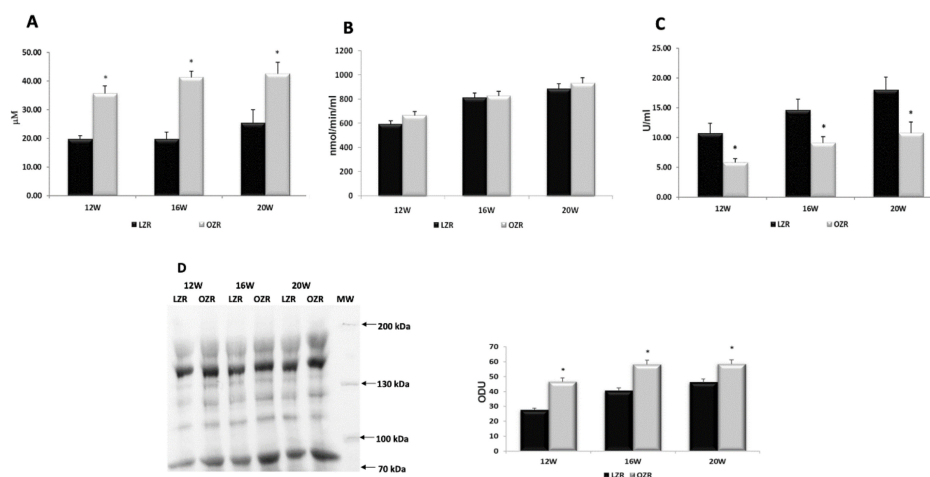 A
50.00
40.00
30.00
20.00
10.00
0.00
µM
*
*
*
12W
16W
20W
LZR
OZR
B
1200
1000
800
600
400
200
0
nmol/min/ml
12W
16W
20W
LZR
OZR
C
25.00
20.00
15.00
10.00
5.00
0.00
U/ml
*
*
*
12W
16W
20W
LZR
OZR
D
12W 16W 20W
LZR OZR LZR OZR LZR OZR MW
200 kDa
130 kDa
100 kDa
70 kDa
70
60
50
40
30
20
10
0
ODU
*
*
*
12W
16W
20W
LZR
OZR